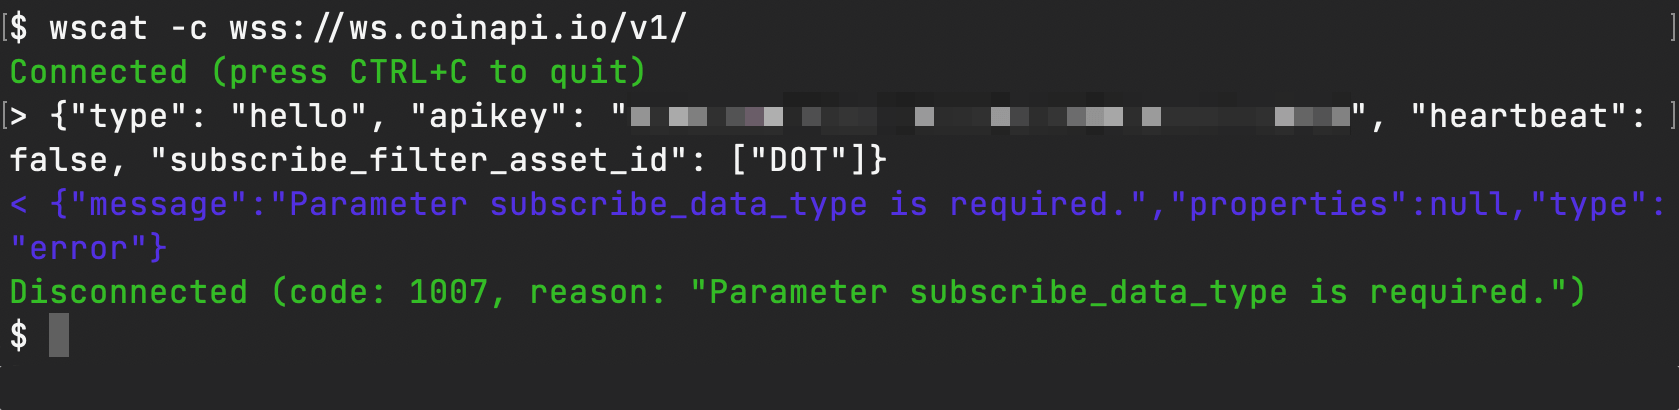 $ wscat -c wss://ws.coinapi.io/v1/
Connected (press CTRL+C to quit)
> {"type": "hello", "apikey": "", "heartbeat":
false, "subscribe_filter_asset_id": ["DOT"]}
< {"message":"Parameter subscribe_data_type is required.","properties":null,"type":
"error"}
Disconnected (code: 1007, reason: "Parameter subscribe_data_type is required.")
$